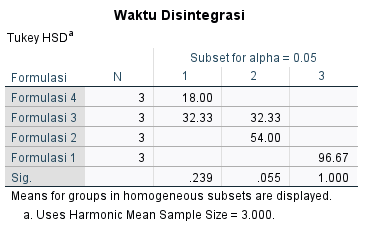 Waktu Disintegrasi
Tukey HSDa
Subset for alpha = 0.05
Formulasi N 1 2 3
Formulasi 4 3 18.00
Formulasi 3 3 32.33 32.33
Formulasi 2 3 54.00
Formulasi 1 3 96.67
Sig. .239 .055 1.000
Means for groups in homogeneous subsets are displayed.
a. Uses Harmonic Mean Sample Size = 3.000.